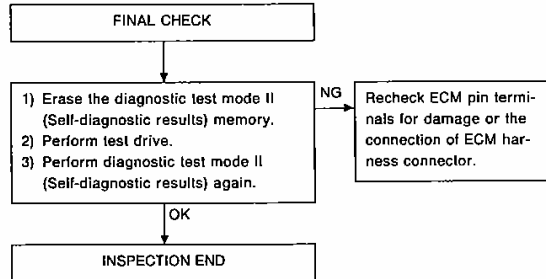 FINAL CHECK
1) Erase the diagnostic test mode II
(Self-diagnostic results) memory.
2) Perform test drive.
3) Perform diagnostic test mode II
(Self-diagnostic results) again.
NG
Recheck ECM pin termi-
nals for damage or the
connection of ECM har-
ness connector.
OK
INSPECTION END